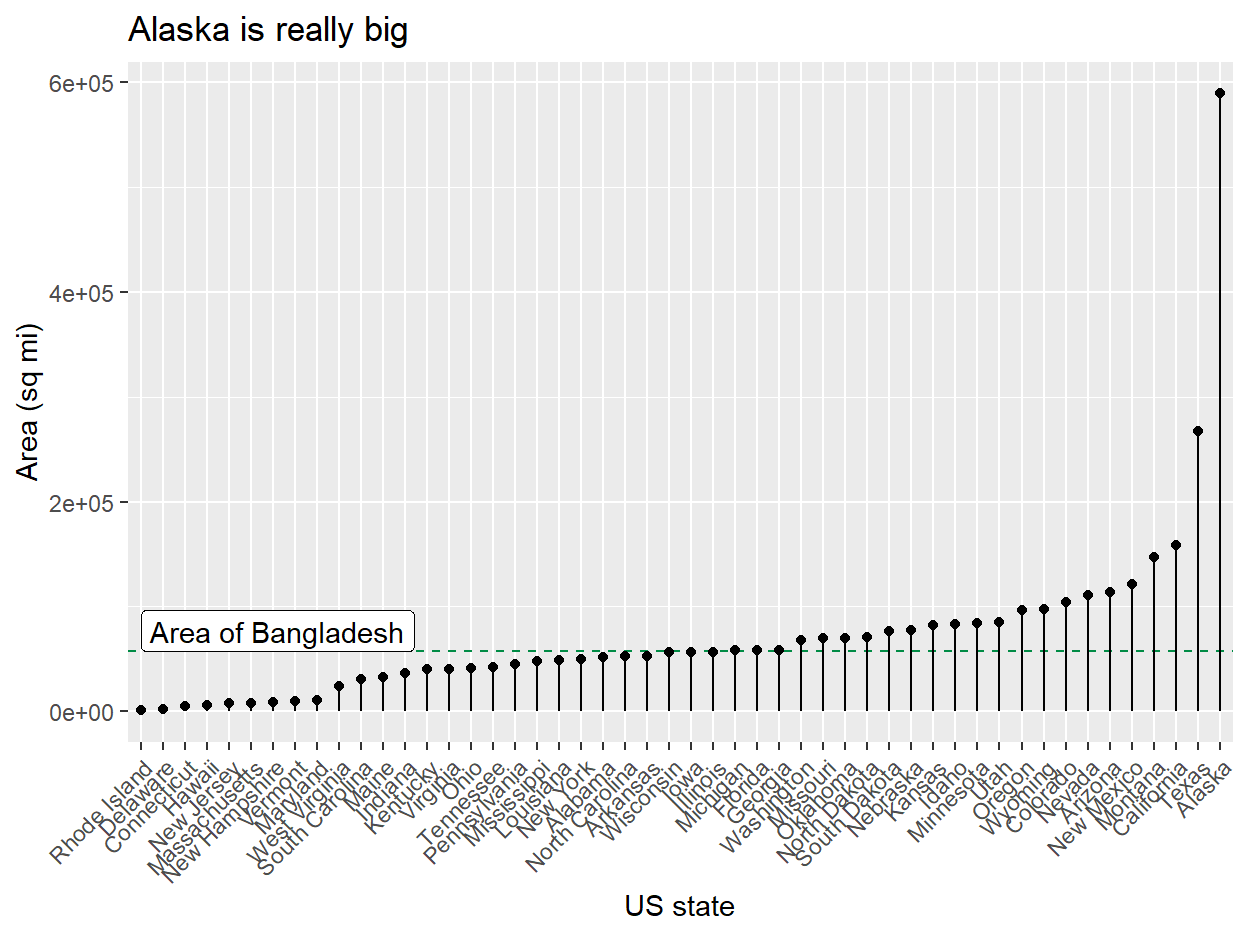 Alaska is really big
6e+05
4e+05
2e+05
0e+00
Area (sq mi)
Area of Bangladesh
Rhode Island
Delaware
Connecticut
Hawaii
New Jersey
Massachusetts
New Hampshire
Vermont
Maryland
West Virginia
South Carolina
Maine
Indiana
Kentucky
Virginia
Ohio
Tennessee
Pennsylvania
Mississippi
Louisiana
New York
Alabama
North Carolina
Arkansas
Wisconsin
Iowa
Illinois
Michigan
Florida
Georgia
Washington
Missouri
Oklahoma
North Dakota
South Dakota
Nebraska
Kansas
Idaho
Minnesota
Utah
Oregon
Wyoming
Colorado
Nevada
Arizona
New Mexico
Montana
California
Texas
Alaska
US state